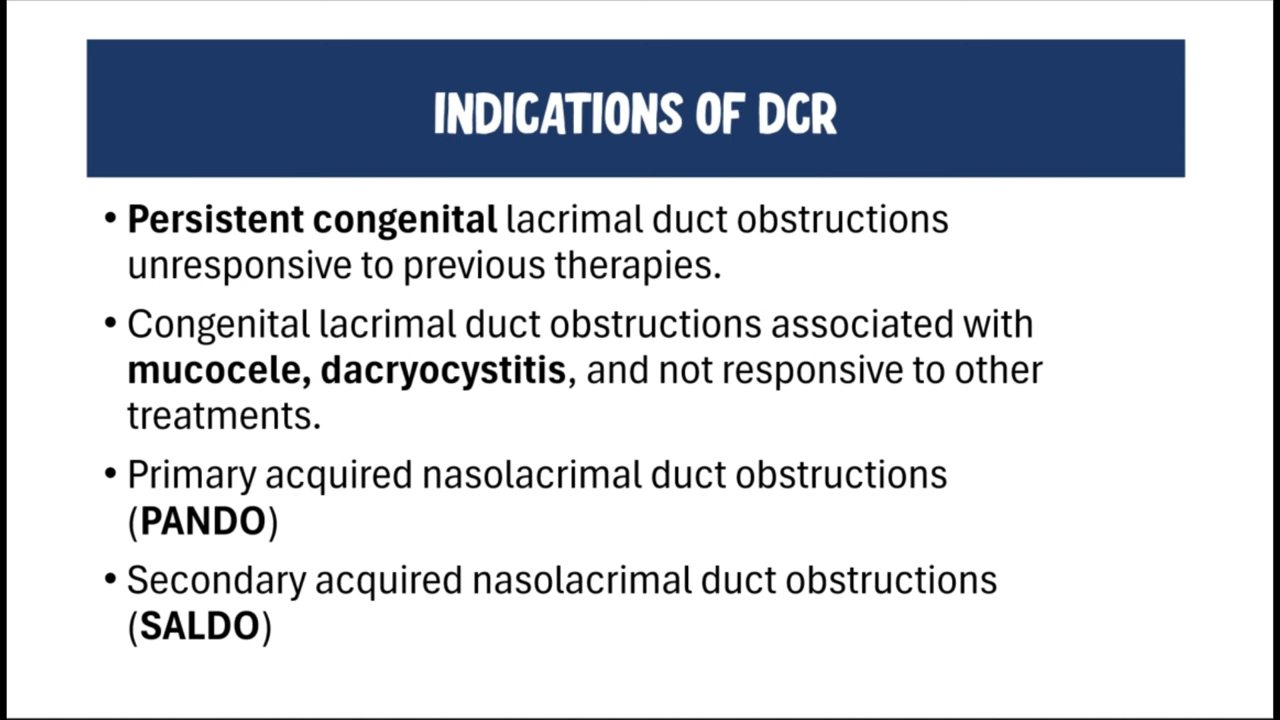 INDICATIONS OF DCR
• Persistent congenital lacrimal duct obstructions
unresponsive to previous therapies.
• Congenital lacrimal duct obstructions associated with
mucocele, dacryocystitis, and not responsive to other
treatments.
• Primary acquired nasolacrimal duct obstructions
(PANDO)
• Secondary acquired nasolacrimal duct obstructions
(SALDO)